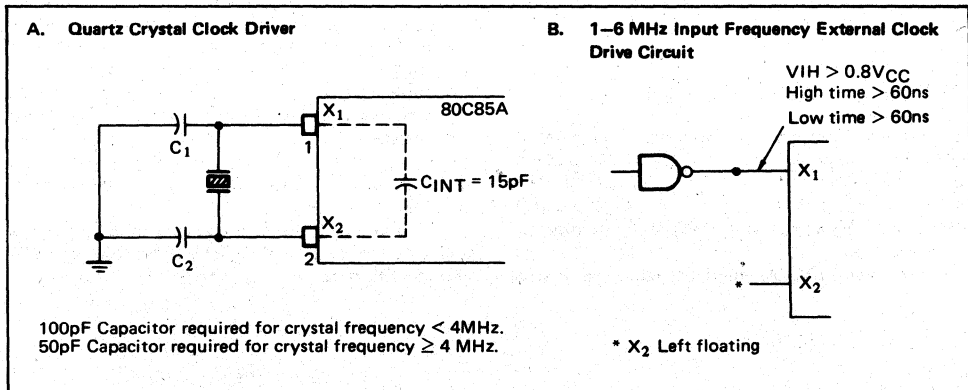 A. Quartz Crystal Clock Driver
X1
80C85A
C1
1
CINT = 15pF
X2
C2
2
100pF Capacitor required for crystal frequency < 4MHz.
50pF Capacitor required for crystal frequency ≥ 4 MHz.
B. 1–6 MHz Input Frequency External Clock
Drive Circuit
VIH > 0.8VCC
High time > 60ns
Low time > 60ns
X1
*
X2
* X2 Left floating